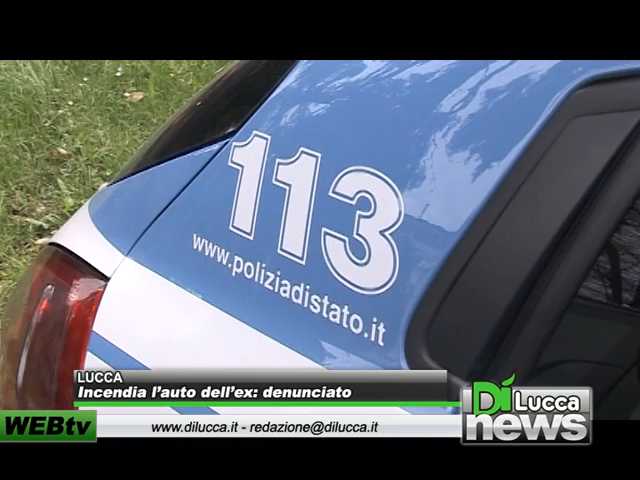 113
www.poliziadistato.it
LUCCA
Incendia l'auto dell'ex: denunciato
Dì LUCCA
news
WEBtv
www.dilucca.it - redazione@dilucca.it